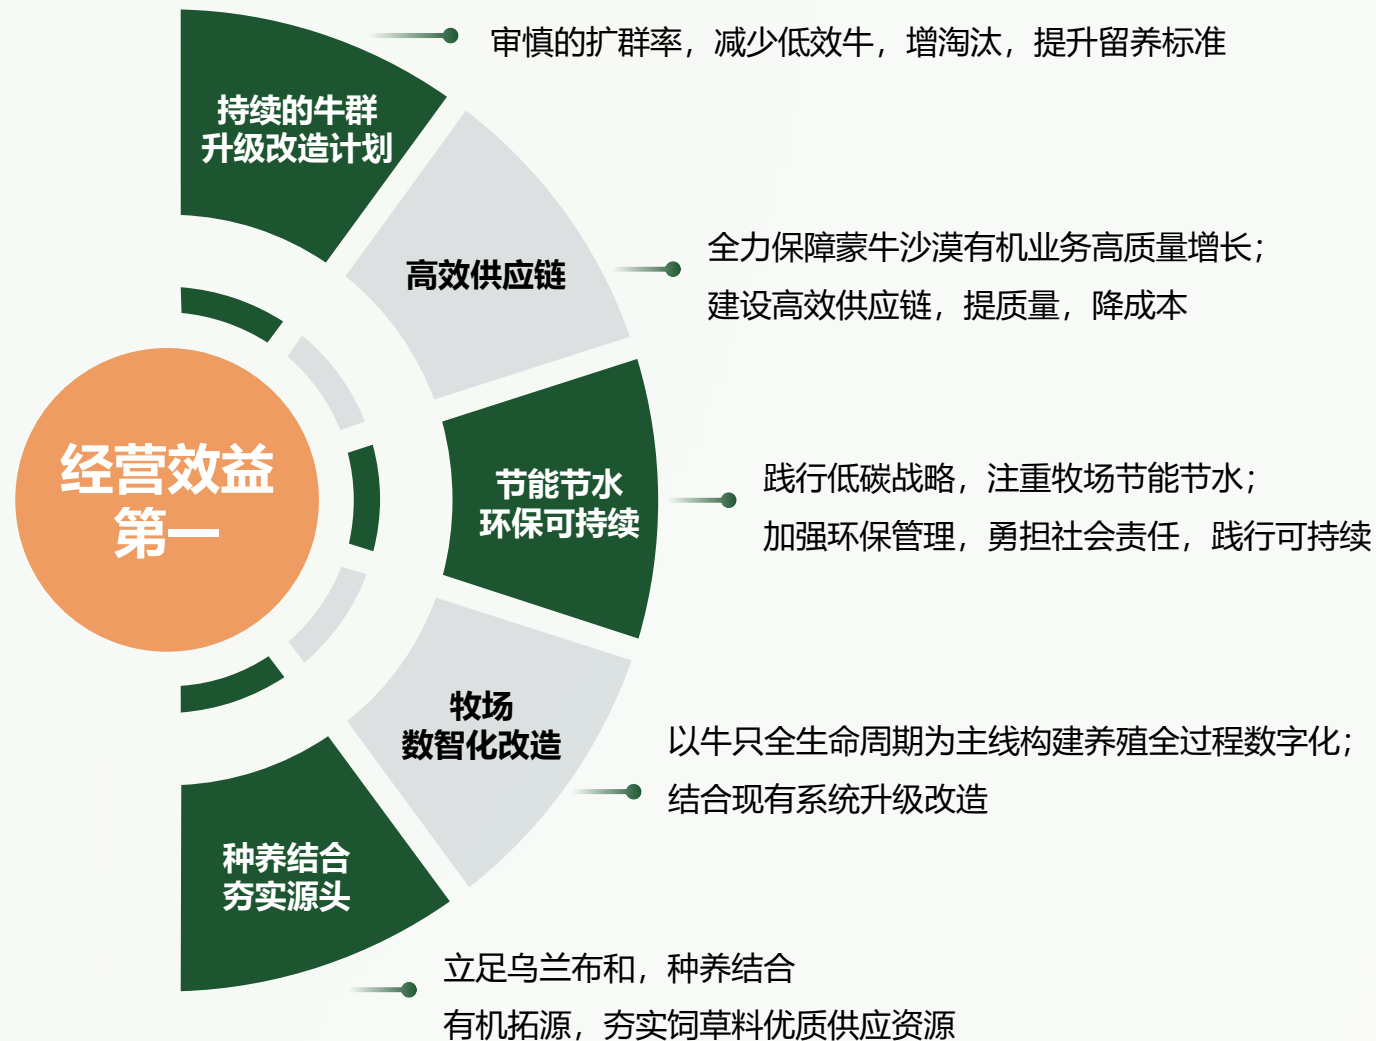 审慎的扩群率，减少低效牛，增淘汰，提升留养标准
持续的牛群
升级改造计划
高效供应链
全力保障蒙牛沙漠有机业务高质量增长；
建设高效供应链，提质量，降成本
经营效益
第一
节能节水
环保可持续
践行低碳战略，注重牧场节能节水；
加强环保管理，勇担社会责任，践行可持续
牧场
数智化改造
以牛只全生命周期为主线构建养殖全过程数字化；
结合现有系统升级改造
种养结合
夯实源头
立足乌兰布和，种养结合
有机拓源，夯实饲草料优质供应资源